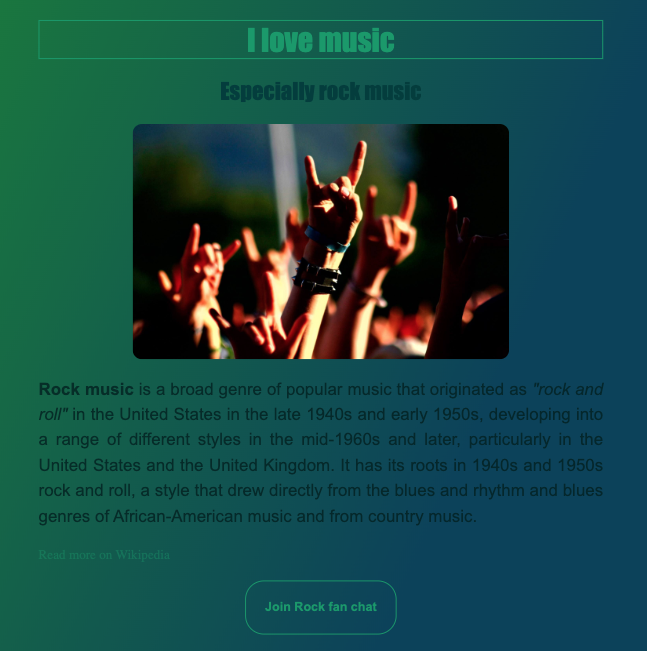 I love music
Especially rock music
Rock music is a broad genre of popular music that originated as "rock and
roll" in the United States in the late 1940s and early 1950s, developing into
a range of different styles in the mid-1960s and later, particularly in the
United States and the United Kingdom. It has its roots in 1940s and 1950s
rock and roll, a style that drew directly from the blues and rhythm and blues
genres of African-American music and from country music.
Read more on Wikipedia
Join Rock fan chat